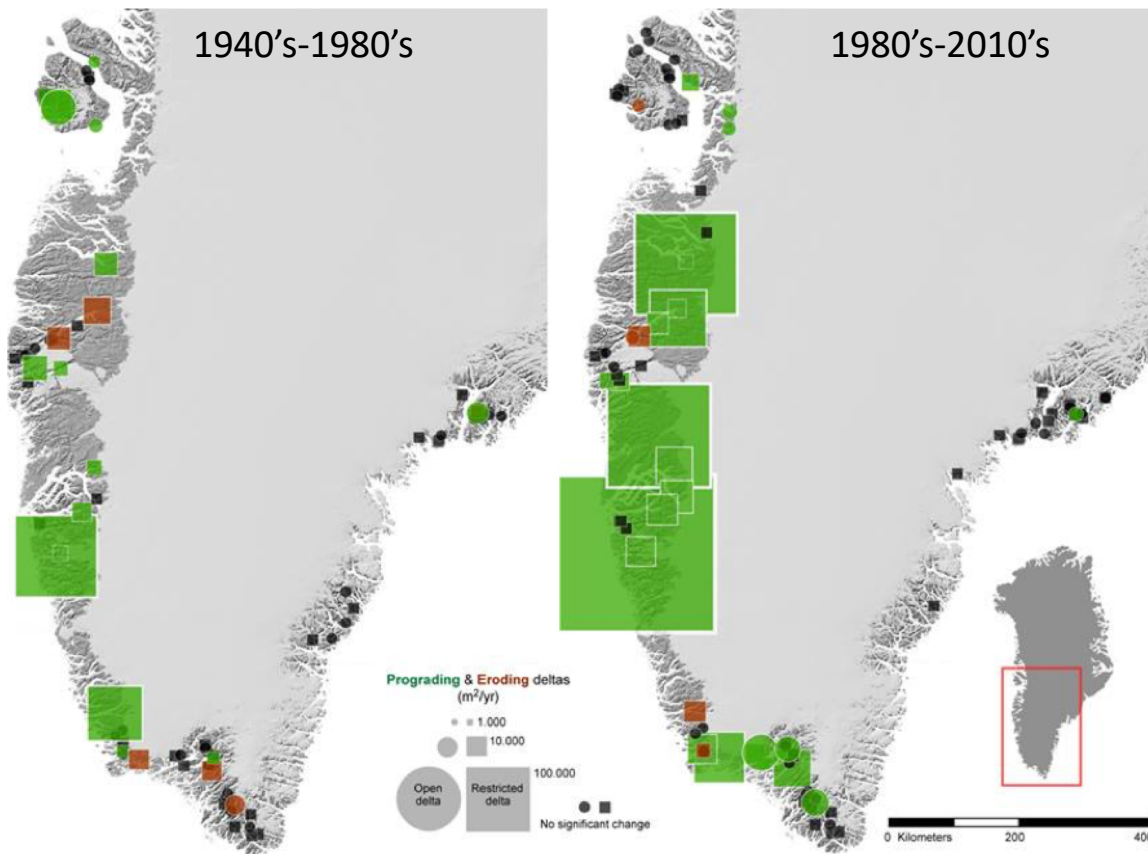 1940’s-1980’s
1980’s-2010’s
Prograding & Eroding deltas
(m²/yr)
1.000
10.000
100.000
Open
delta
Restricted
delta
No significant change
0 Kilometers 200 400